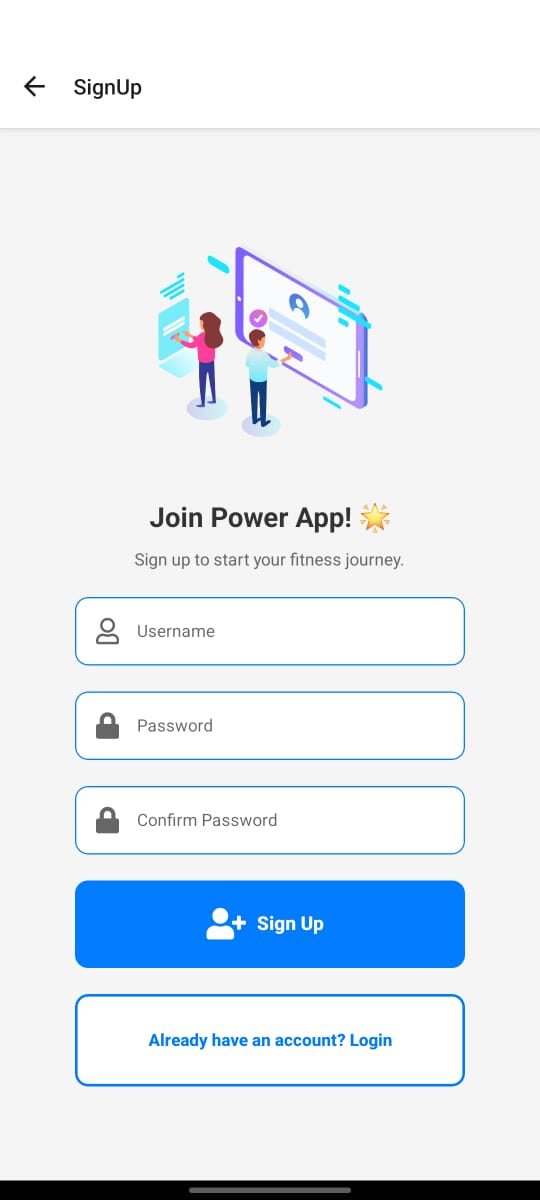 SignUp
Join Power App! 🌟
Sign up to start your fitness journey.
Username
Password
Confirm Password
Sign Up
Already have an account? Login